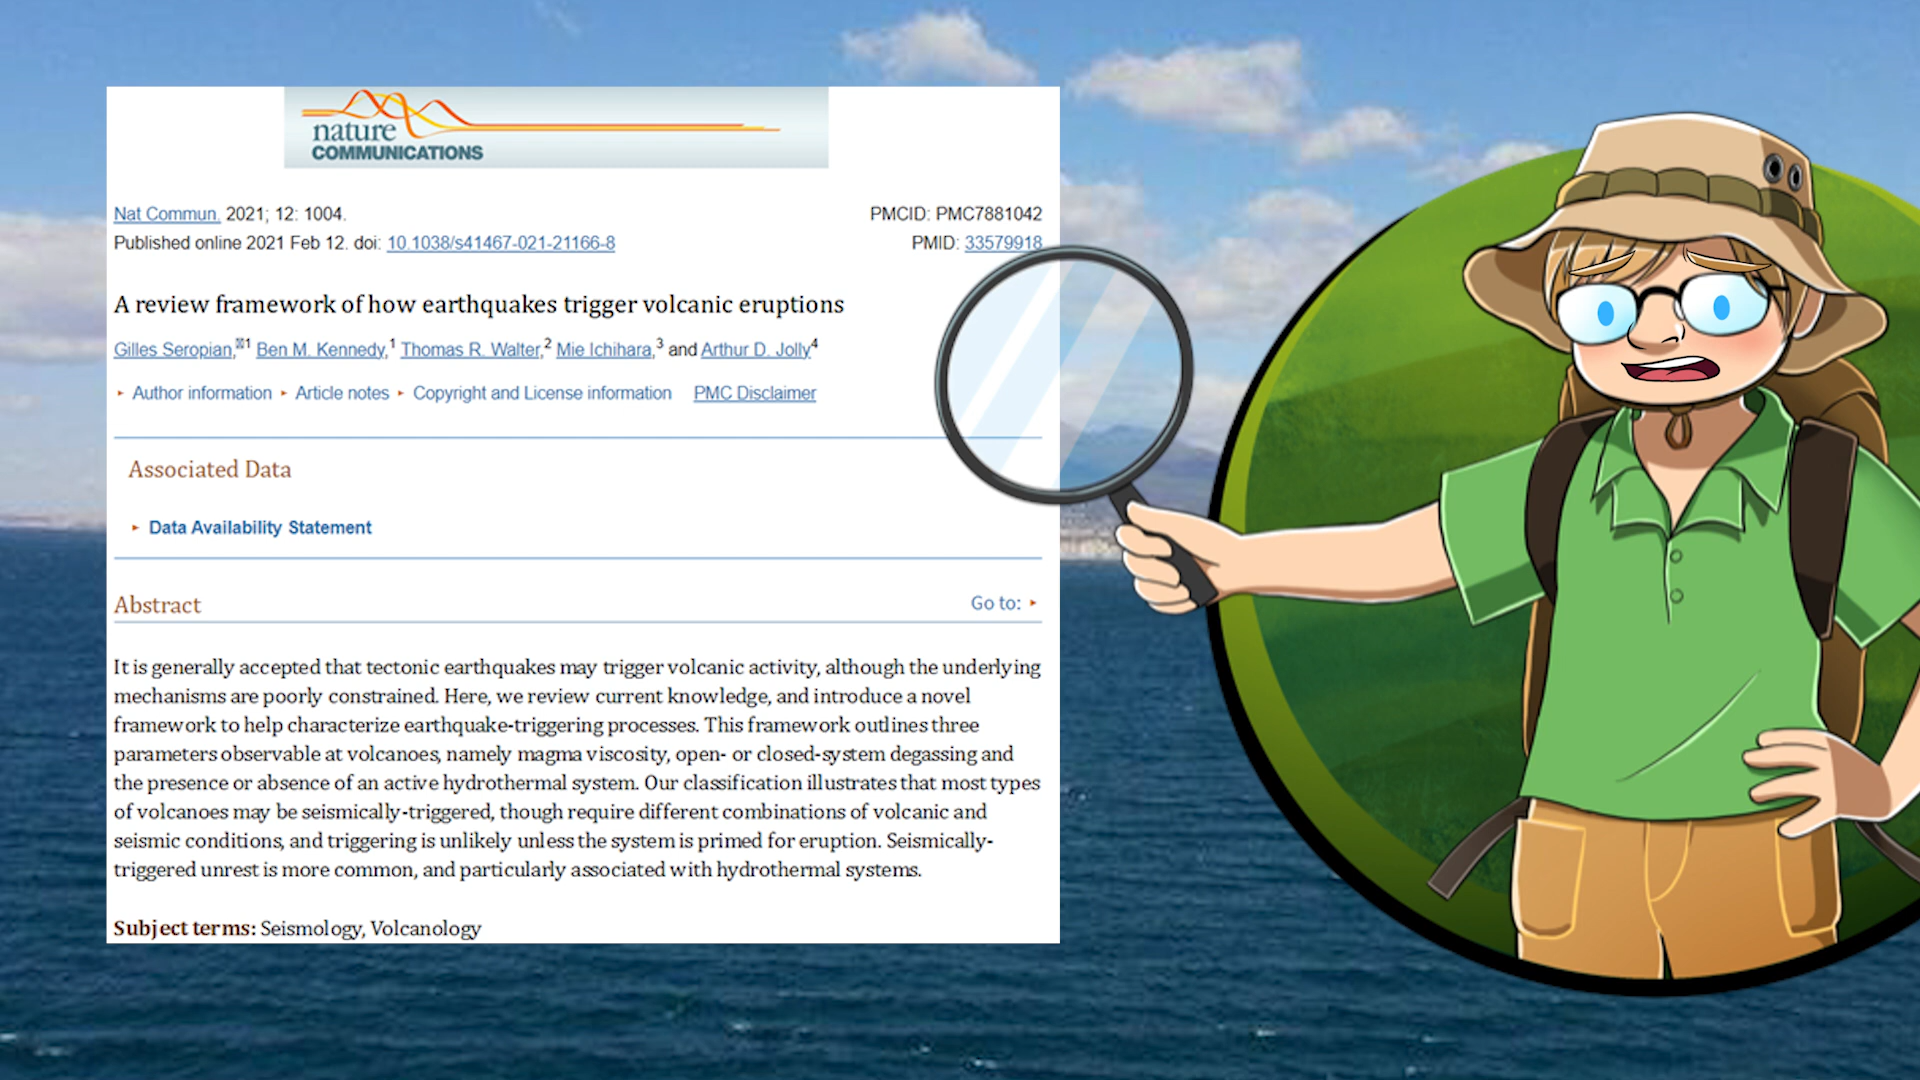 nature
COMMUNICATIONS
Nat Commun. 2021; 12: 1004.
PMCID: PMC7881042
Published online 2021 Feb 12. doi: 10.1038/s41467-021-21166-8
PMID: 33579918
A review framework of how earthquakes trigger volcanic eruptions
Gilles Seropian,✉1 Ben M. Kennedy,1 Thomas R. Walter,2 Mie Ichihara,3 and Arthur D. Jolly4
▸ Author information ▸ Article notes ▸ Copyright and License information PMC Disclaimer
Associated Data
▸ Data Availability Statement
Abstract
Go to: ▸
It is generally accepted that tectonic earthquakes may trigger volcanic activity, although the underlying
mechanisms are poorly constrained. Here, we review current knowledge, and introduce a novel
framework to help characterize earthquake-triggering processes. This framework outlines three
parameters observable at volcanoes, namely magma viscosity, open- or closed-system degassing and
the presence or absence of an active hydrothermal system. Our classification illustrates that most types
of volcanoes may be seismically-triggered, though require different combinations of volcanic and
seismic conditions, and triggering is unlikely unless the system is primed for eruption. Seismically-
triggered unrest is more common, and particularly associated with hydrothermal systems.
Subject terms: Seismology, Volcanology